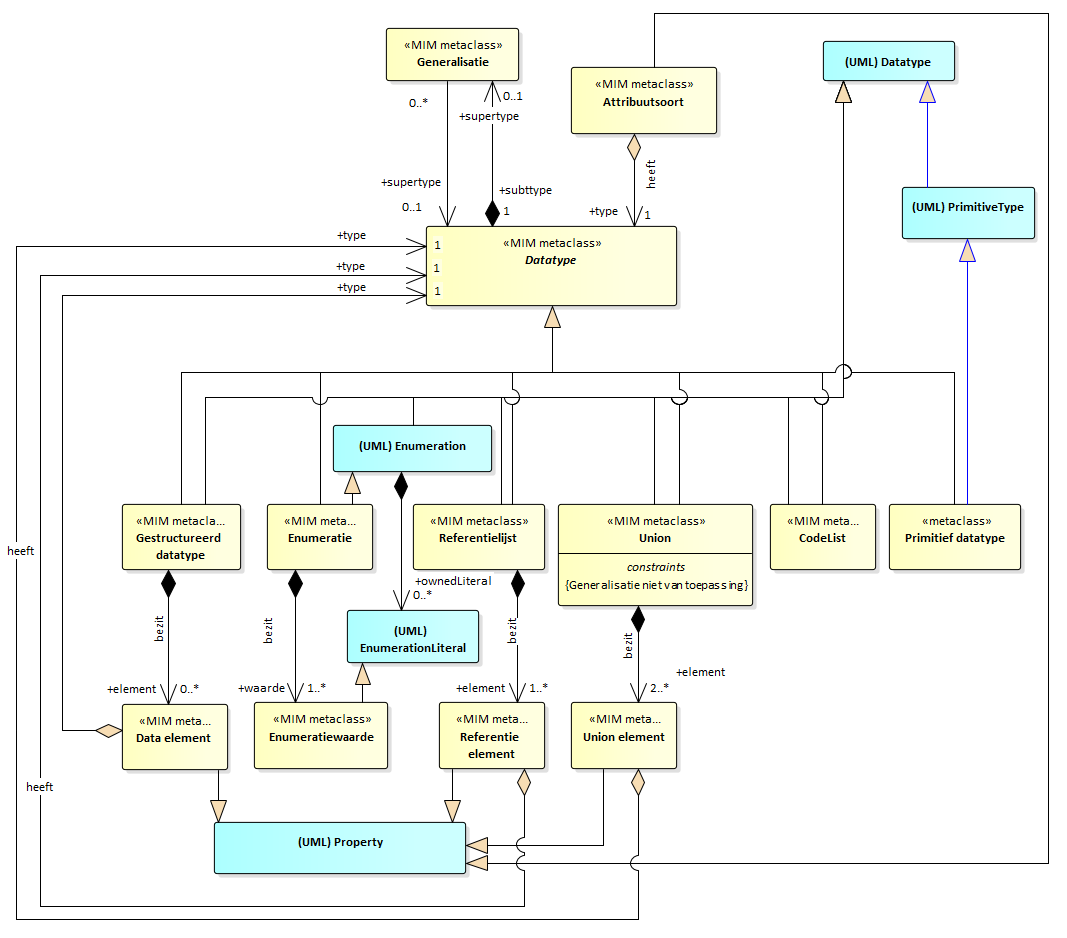 «MIM metaclass»
Generalisatie
«MIM metaclass»
Attribuutsoort
(UML) Datatype
0..*
0..1
+supertype
heeft
+supertype
0..1
+subttype
1
+type
1
(UML) PrimitiveType
+type
1
+type
1
+type
1
«MIM metaclass»
Datatype
(UML) Enumeration
«MIM metacla...
Gestructureerd
datatype
«MIM meta...
Enumeratie
«MIM metaclass»
Referentielijst
«MIM metaclass»
Union
constraints
{Generalisatie niet van toepassing}
«MIM meta...
CodeList
«metaclass»
Primitief datatype
heeft
+ownedLiteral
0..*
bezit
bezit
bezit
bezit
(UML)
EnumerationLiteral
+element
0..*
+waarde
1..*
+element
1..*
+element
2..*
«MIM meta...
Data element
«MIM metaclass»
Enumeratiewaarde
«MIM meta...
Referentie
element
«MIM meta...
Union element
heeft
(UML) Property